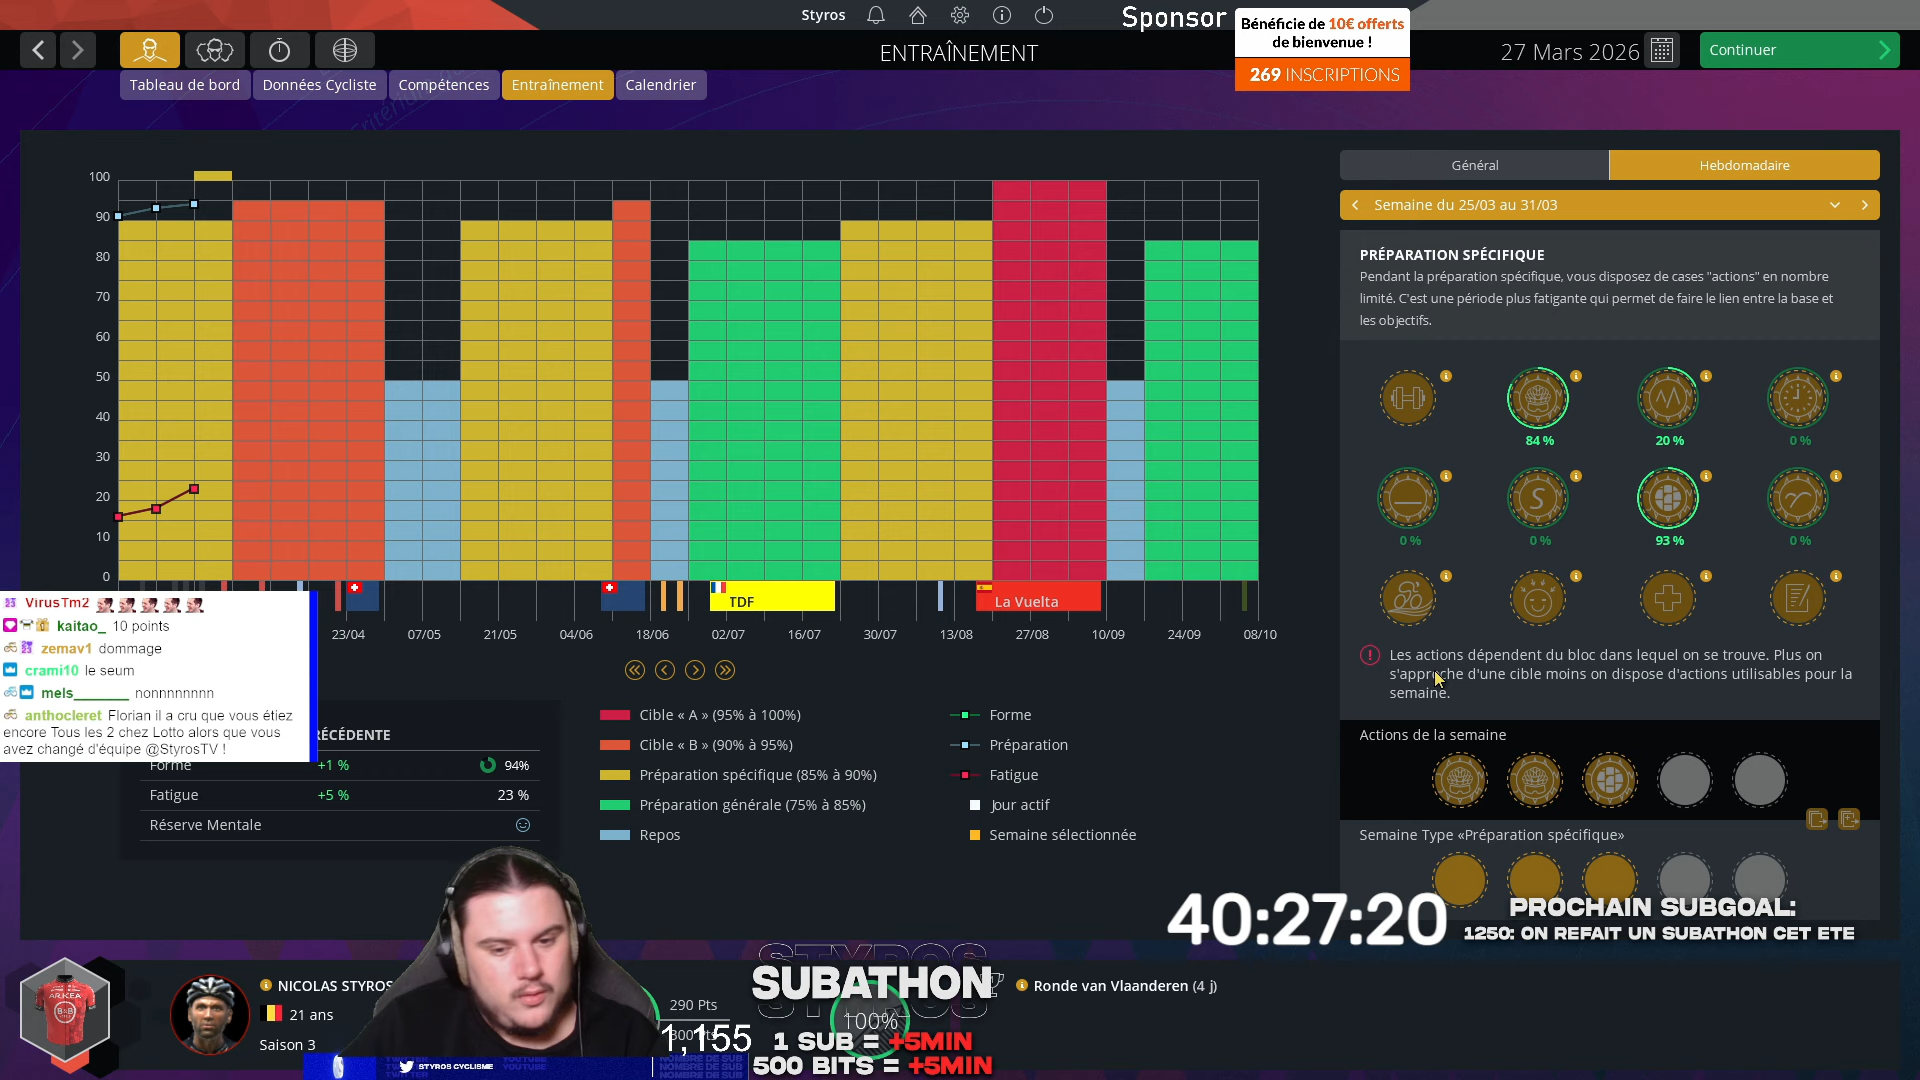 Styros
Sponsor
Bénéficie de 10€ offerts
de bienvenue !
269 INSCRIPTIONS
ENTRAÎNEMENT
27 Mars 2026
Continuer
Tableau de bord
Données Cycliste
Compétences
Entraînement
Calendrier
100
90
80
70
60
50
40
30
20
10
0
TDF
La Vuelta
23/04
07/05
21/05
04/06
18/06
02/07
16/07
30/07
13/08
27/08
10/09
24/09
08/10
Général
Hebdomadaire
Semaine du 25/03 au 31/03
PRÉPARATION SPÉCIFIQUE
Pendant la préparation spécifique, vous disposez de cases "actions" en nombre
limité. C'est une période plus fatigante qui permet de faire le lien entre la base et
les objectifs.
84 %
20 %
0 %
0 %
0 %
93 %
0 %
Les actions dépendent du bloc dans lequel on se trouve. Plus on
s'approche d'une cible moins on dispose d'actions utilisables pour la
semaine.
Actions de la semaine
Semaine Type «Préparation spécifique»
VirusTm2
kaitao_ 10 points
zemav1 dommage
crami10 le seum
mels_______ nonnnnnnnn
anthocleret Florian il a cru que vous étiez
encore Tous les 2 chez Lotto alors que vous
avez changé d'équipe @StyrosTV !
RÉCÉDENTE
Forme +1 % 94%
Fatigue +5 % 23 %
Réserve Mentale
Cible « A » (95% à 100%)
Cible « B » (90% à 95%)
Préparation spécifique (85% à 90%)
Préparation générale (75% à 85%)
Repos
Forme
Préparation
Fatigue
Jour actif
Semaine sélectionnée
40:27:20
PROCHAIN SUBGOAL:
1250: ON REFAIT UN SUBATHON CET ETE
ARKEA
B&B
NICOLAS STYROS
21 ans
Saison 3
290 Pts
300 Pts
1,155
STYROS
SUBATHON
100%
1 SUB = +5MIN
500 BITS = +5MIN
Ronde van Vlaanderen (4 j)
STYROS CYCLISME
TWITTER
YOUTUBE
NOMBRE DE SUB